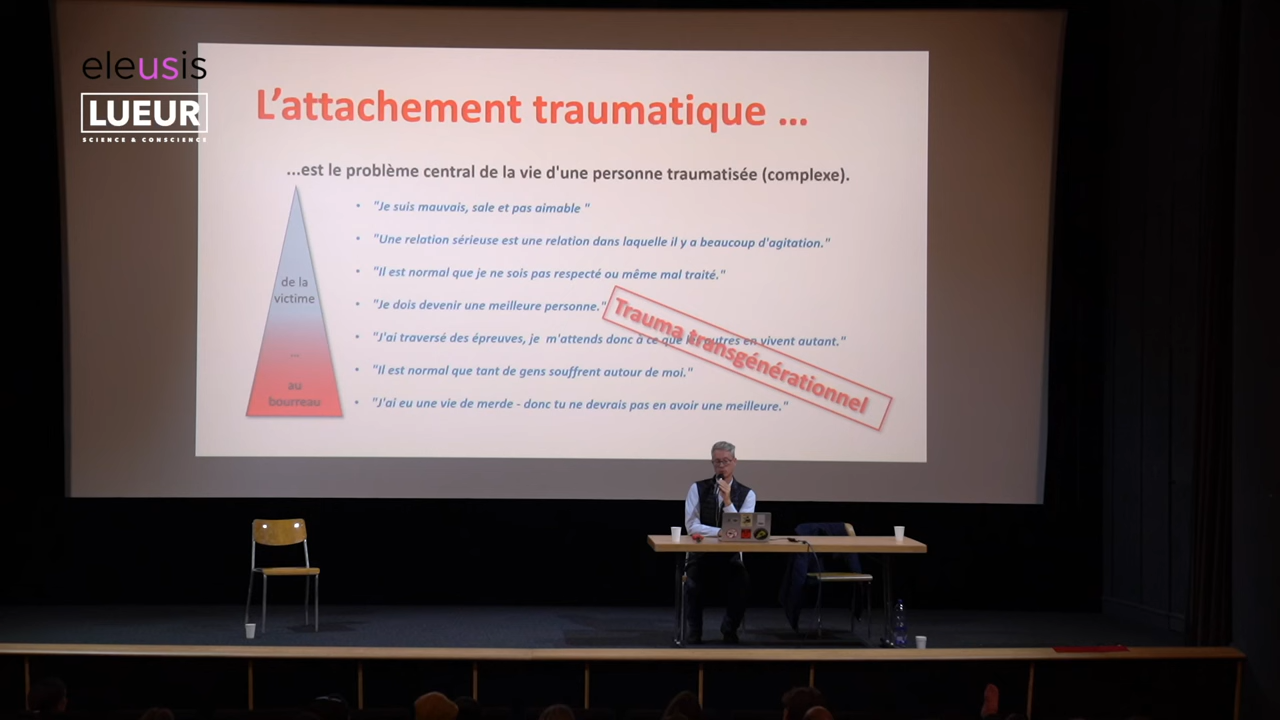 eleusis
LUEUR
SCIENCE & CONSCIENCE
L'attachement traumatique ...
...est le problème central de la vie d'une personne traumatisée (complexe).
• "Je suis mauvais, sale et pas aimable "
• "Une relation sérieuse est une relation dans laquelle il y a beaucoup d'agitation."
• "Il est normal que je ne sois pas respecté ou même mal traité."
• "Je dois devenir une meilleure personne."
• "J'ai traversé des épreuves, je m'attends donc à ce que les autres en vivent autant."
• "Il est normal que tant de gens souffrent autour de moi."
• "J'ai eu une vie de merde - donc tu ne devrais pas en avoir une meilleure."
de la
victime
...
au
bourreau
Trauma transgénérationnel